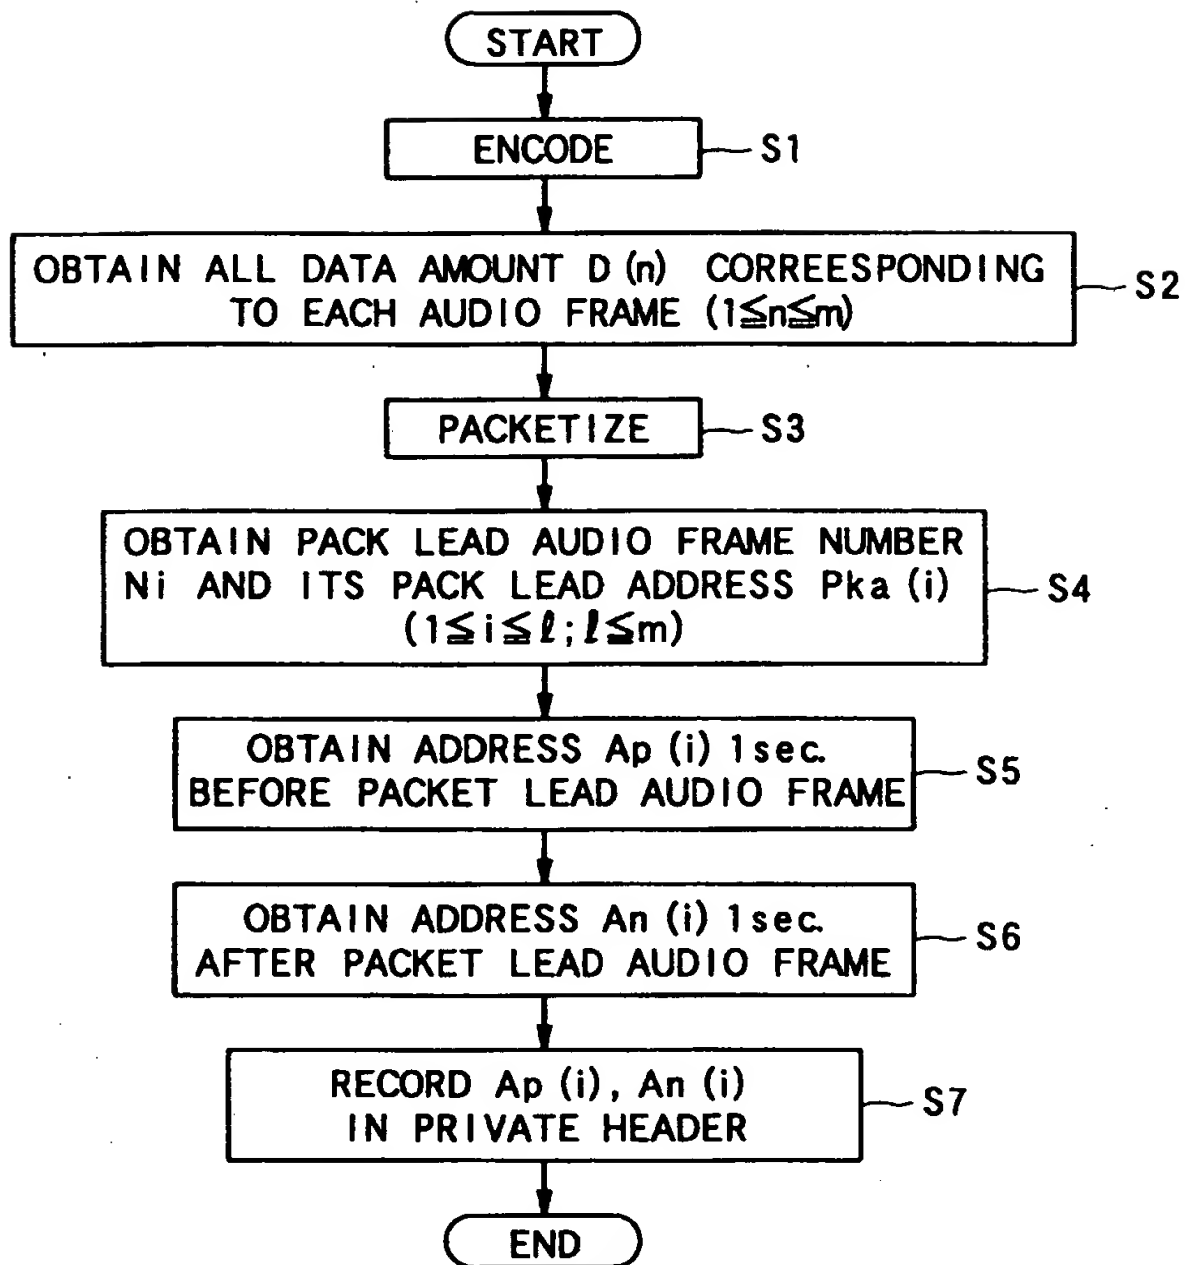 START
ENCODE
S1
OBTAIN ALL DATA AMOUNT D(n) CORREESPONDING
TO EACH AUDIO FRAME (1≦n≦m)
S2
PACKETIZE
S3
OBTAIN PACK LEAD AUDIO FRAME NUMBER
Ni AND ITS PACK LEAD ADDRESS Pka(i)
(1≦i≦ℓ;ℓ≦m)
S4
OBTAIN ADDRESS Ap(i) 1sec.
BEFORE PACKET LEAD AUDIO FRAME
S5
OBTAIN ADDRESS An(i) 1sec.
AFTER PACKET LEAD AUDIO FRAME
S6
RECORD Ap(i), An(i)
IN PRIVATE HEADER
S7
END